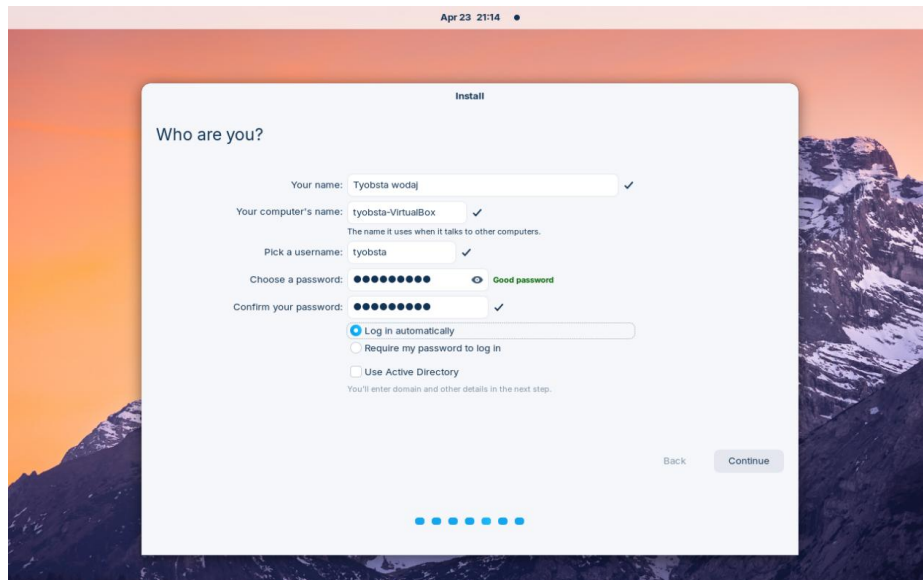 Apr 23 21:14
Install
Who are you?
Your name: Tyobsta wodaj
Your computer's name: tyobsta-VirtualBox
The name it uses when it talks to other computers.
Pick a username: tyobsta
Choose a password: ●●●●●●●●● Good password
Confirm your password: ●●●●●●●●●
Log in automatically
Require my password to log in
Use Active Directory
You'll enter domain and other details in the next step.
Back Continue